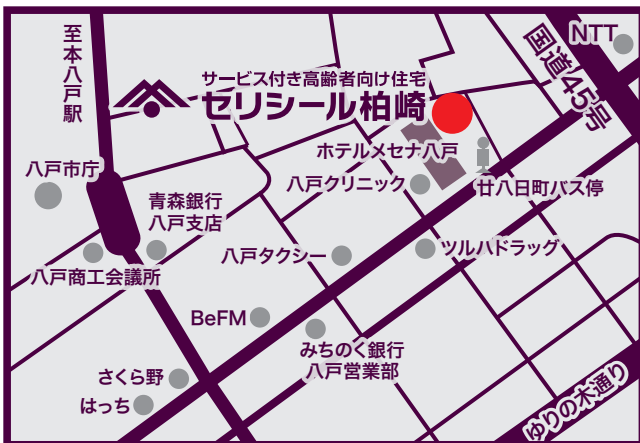 至本八戸駅
サービス付き高齢者向け住宅
セリシール柏崎
NTT
国道45号
ホテルメセナ八戸
八戸市庁
八戸クリニック
廿八日町バス停
青森銀行
八戸支店
八戸タクシー
ツルハドラッグ
八戸商工会議所
BeFM
みちのく銀行
八戸営業部
さくら野
はっち
ゆりの木通り